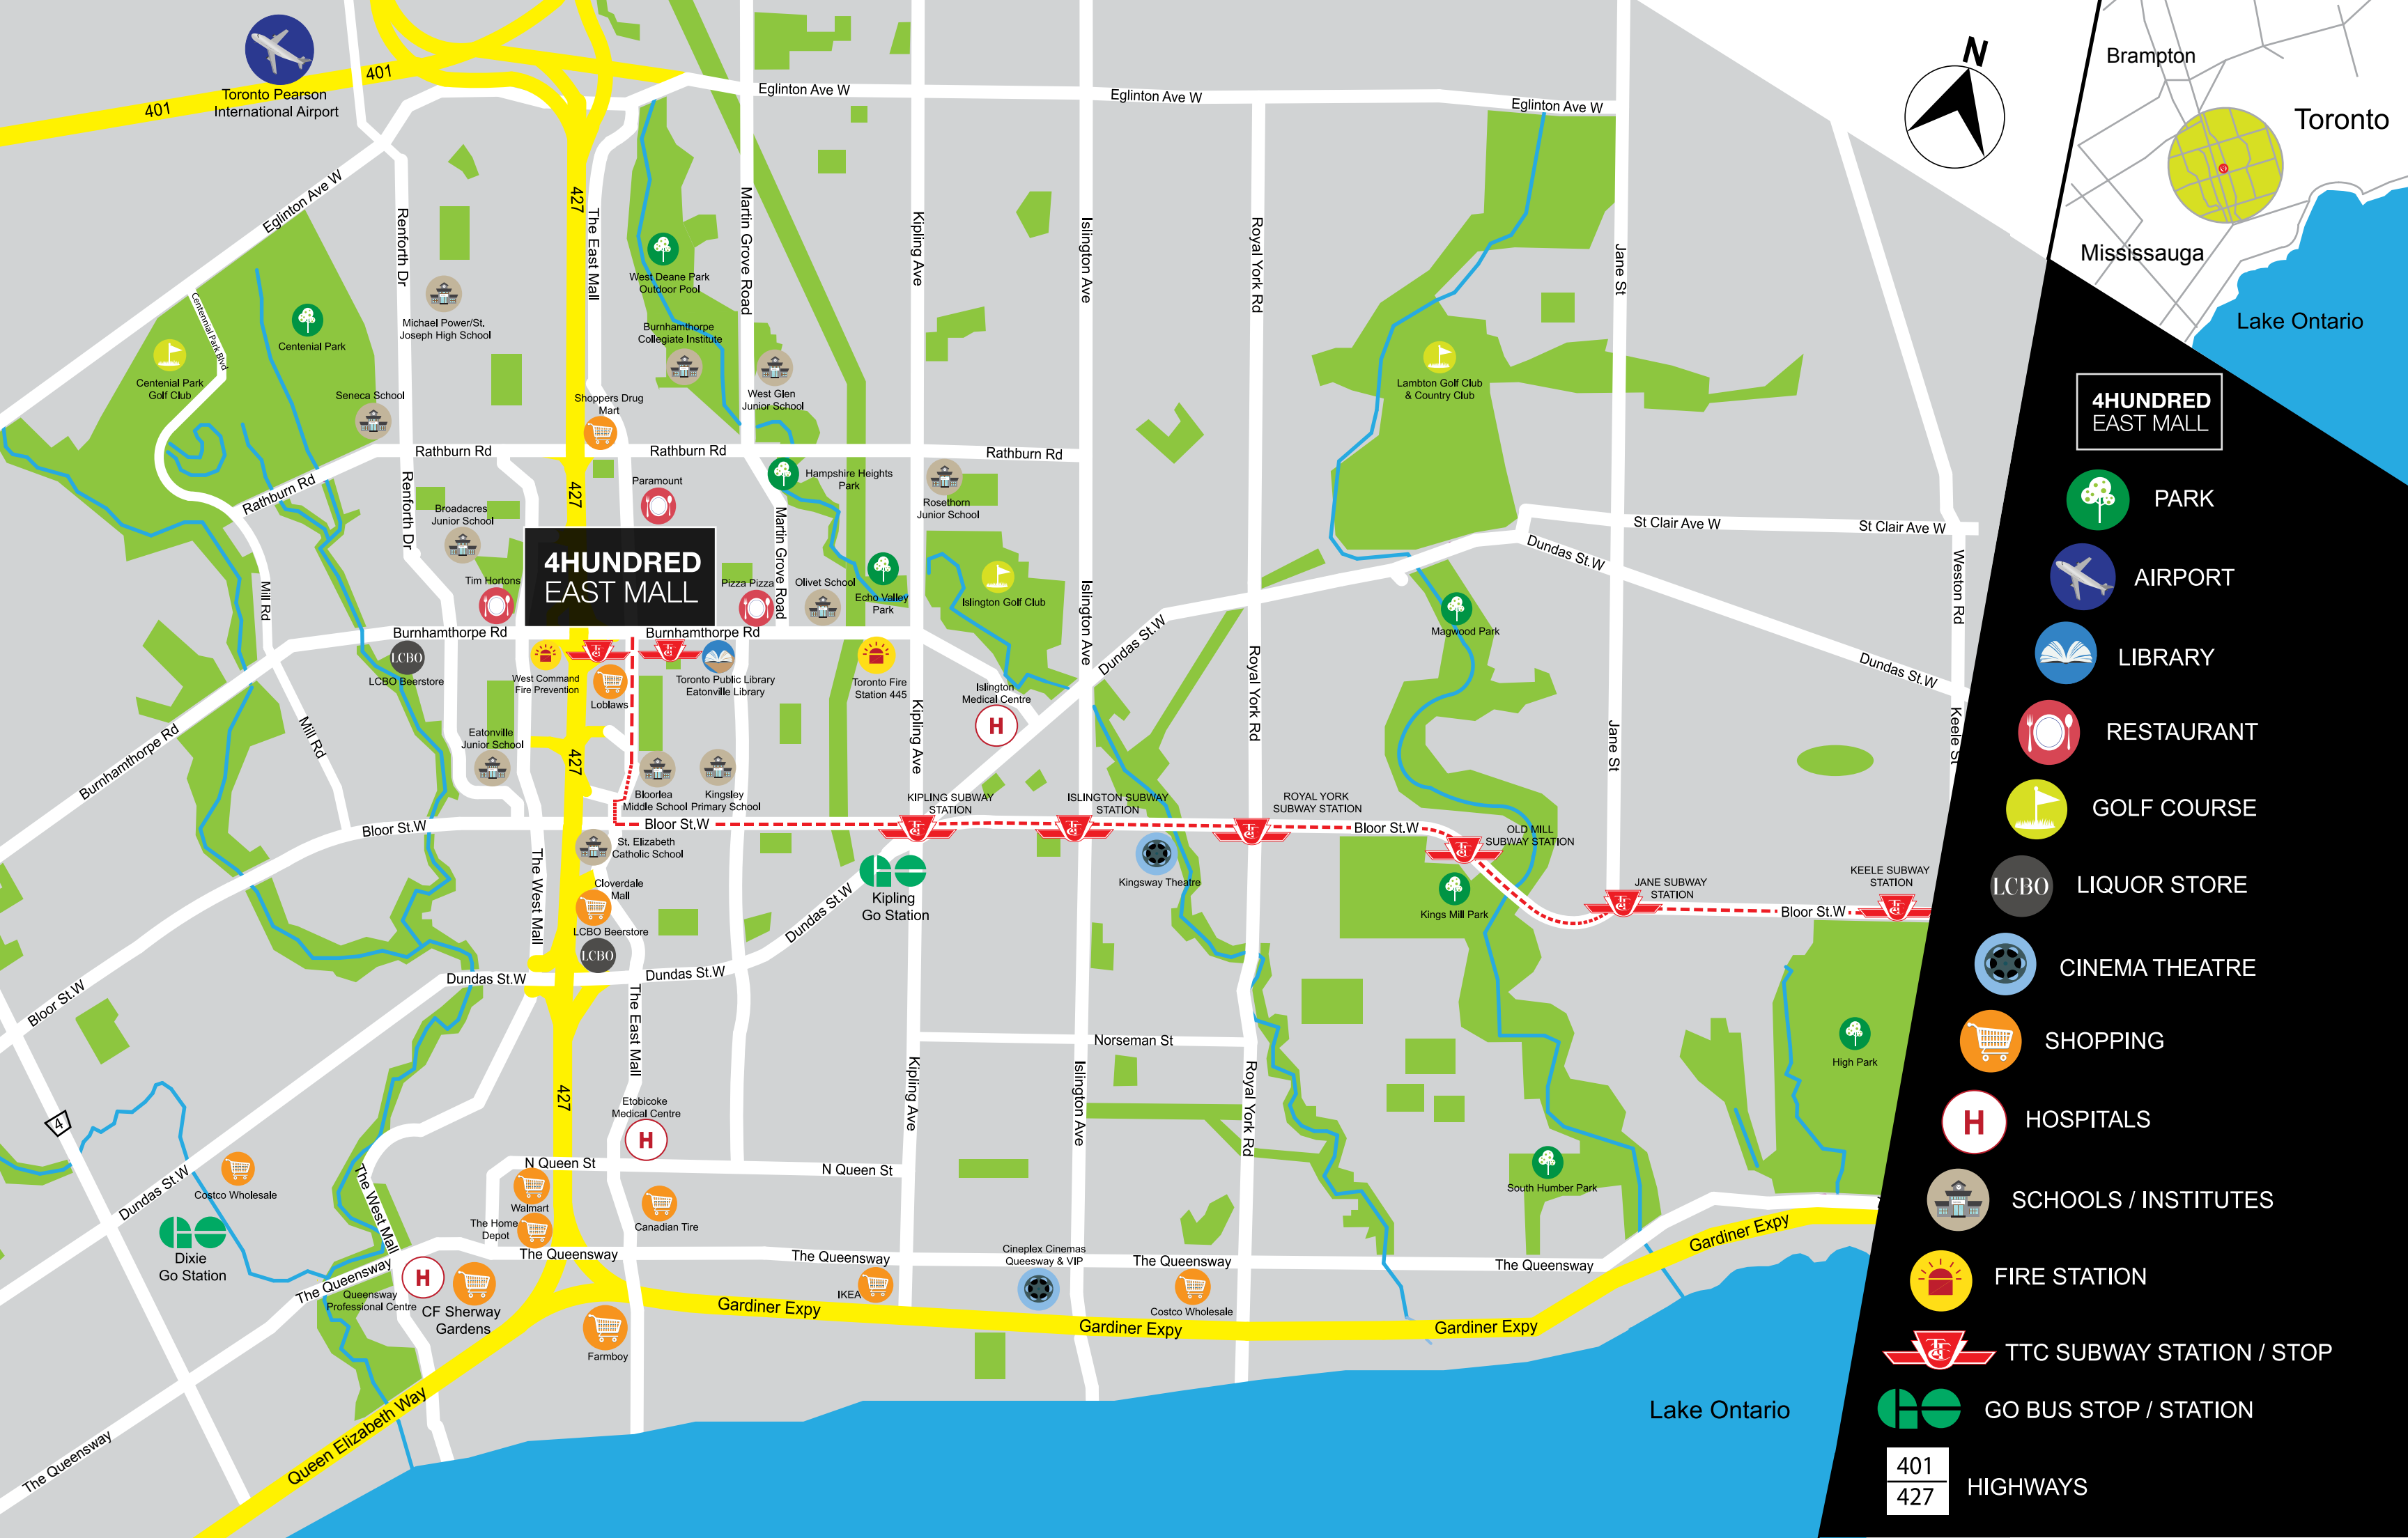 N
Brampton
Toronto
Mississauga
Lake Ontario
401
401
Toronto Pearson
International Airport
Eglinton Ave W
Eglinton Ave W
Eglinton Ave W
Eglinton Ave W
427
The East Mall
Renforth Dr
Martin Grove Road
Kipling Ave
Islington Ave
Royal York Rd
Jane St
West Deane Park
Outdoor Pool
Centennial Park Blvd
Centenial Park
Michael Power/St.
Joseph High School
Burnhamthorpe
Collegiate Institute
Centenial Park
Golf Club
Seneca School
Shoppers Drug
Mart
West Glen
Junior School
Lambton Golf Club
& Country Club
Rathburn Rd
Rathburn Rd
Rathburn Rd
Rathburn Rd
Renforth Dr
427
Paramount
Hampshire Heights
Park
Rosethorn
Junior School
Broadacres
Junior School
Martin Grove Road
St Clair Ave W
St Clair Ave W
Dundas St.W
Weston Rd
4HUNDRED
EAST MALL
Tim Hortons
Pizza Pizza
Olivet School
Echo Valley
Park
Islington Golf Club
Islington Ave
Mill Rd
Magwood Park
Burnhamthorpe Rd
Burnhamthorpe Rd
Dundas St.W
LCBO
LCBO Beerstore
West Command
Fire Prevention
Loblaws
Toronto Public Library
Eatonville Library
Toronto Fire
Station 445
Islington
Medical Centre
H
Royal York Rd
Dundas St.W
Keele St
Jane St
Kipling Ave
Mill Rd
Burnhamthorpe Rd
Eatonville
Junior School
427
Bloorlea
Middle School
Kingsley
Primary School
KIPLING SUBWAY
STATION
ISLINGTON SUBWAY
STATION
ROYAL YORK
SUBWAY STATION
OLD MILL
SUBWAY STATION
Bloor St.W
Bloor St.W
Bloor St.W
St. Elizabeth
Catholic School
The West Mall
Kingsway Theatre
JANE SUBWAY
STATION
KEELE SUBWAY
STATION
Bloor St.W
Cloverdale
Mall
LCBO Beerstore
LCBO
Kipling
Go Station
Kings Mill Park
Dundas St.W
Dundas St.W
Dundas St.W
Bloor St.W
The East Mall
Norseman St
High Park
427
Kipling Ave
Islington Ave
Royal York Rd
4
Etobicoke
Medical Centre
H
N Queen St
N Queen St
Costco Wholesale
Dundas St.W
The West Mall
Walmart
Canadian Tire
South Humber Park
The Home
Depot
Dixie
Go Station
The Queensway
The Queensway
The Queensway
The Queensway
The Queensway
Gardiner Expy
Cineplex Cinemas
Queesway & VIP
H
Queensway
Professional Centre
CF Sherway
Gardens
IKEA
Costco Wholesale
Gardiner Expy
Gardiner Expy
Gardiner Expy
Farmboy
Queen Elizabeth Way
The Queensway
Lake Ontario
4HUNDRED
EAST MALL
PARK
AIRPORT
LIBRARY
RESTAURANT
GOLF COURSE
LCBO
LIQUOR STORE
CINEMA THEATRE
SHOPPING
H
HOSPITALS
SCHOOLS / INSTITUTES
FIRE STATION
TTC SUBWAY STATION / STOP
GO BUS STOP / STATION
401
427
HIGHWAYS